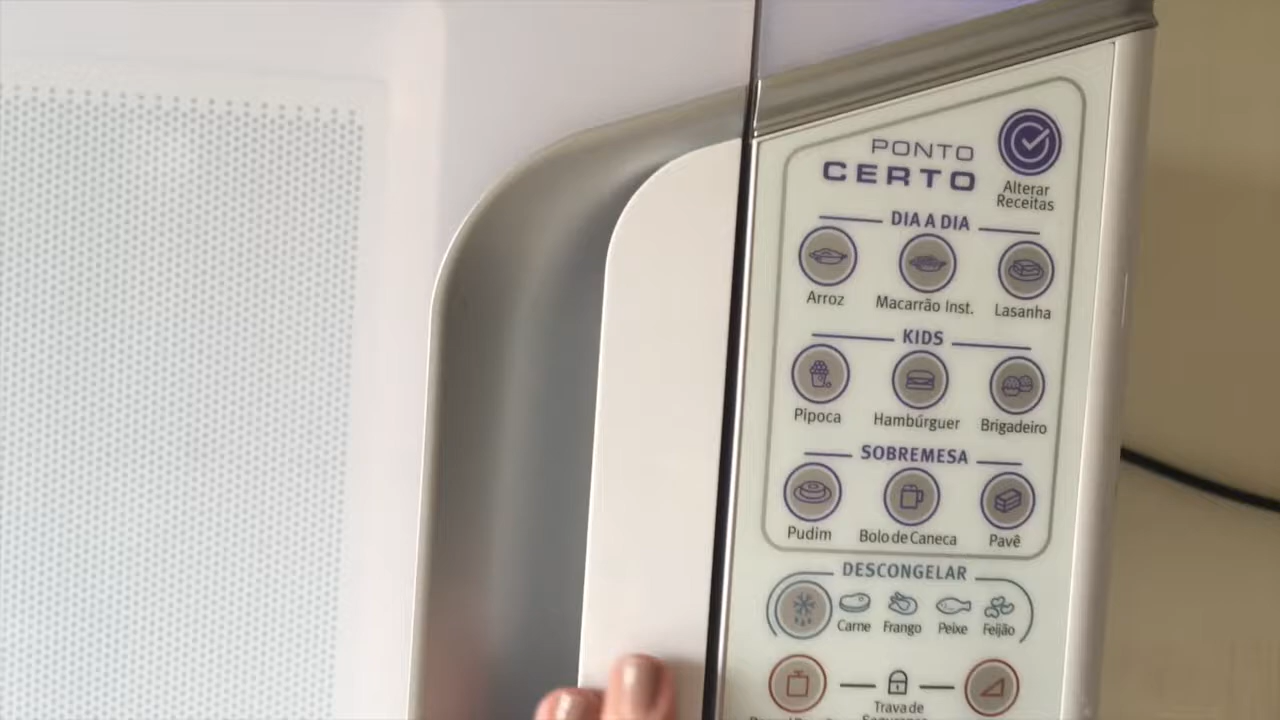 PONTO
CERTO
Alterar
Receitas
DIA A DIA
Arroz
Macarrão Inst.
Lasanha
KIDS
Pipoca
Hambúrguer
Brigadeiro
SOBREMESA
Pudim
Bolo de Caneca
Pavê
DESCONGELAR
Carne
Frango
Peixe
Feijão
Trava de